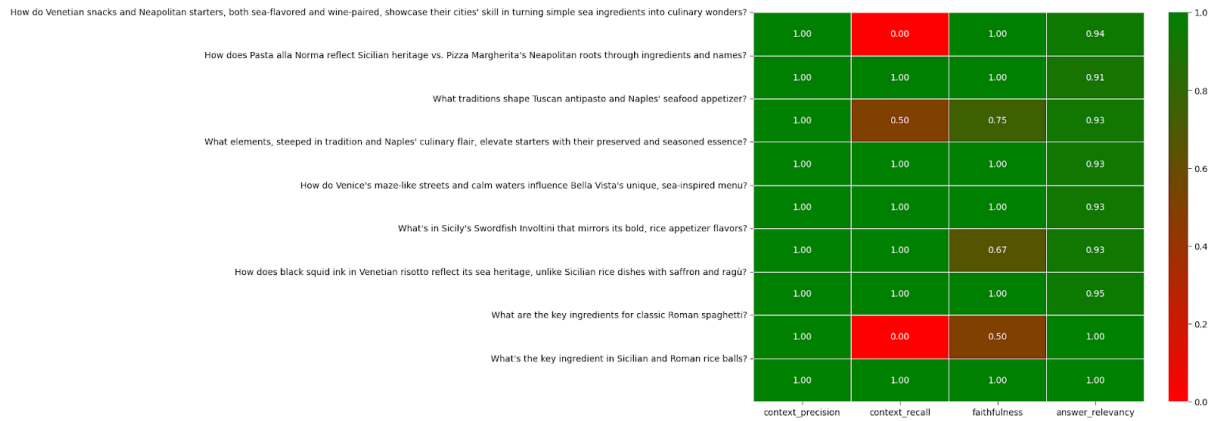 How do Venetian snacks and Neapolitan starters, both sea-flavored and wine-paired, showcase their cities' skill in turning simple sea ingredients into culinary wonders?
1.00 0.00 1.00 0.94
How does Pasta alla Norma reflect Sicilian heritage vs. Pizza Margherita's Neapolitan roots through ingredients and names?
1.00 1.00 1.00 0.91
What traditions shape Tuscan antipasto and Naples' seafood appetizer?
1.00 0.50 0.75 0.93
What elements, steeped in tradition and Naples' culinary flair, elevate starters with their preserved and seasoned essence?
1.00 1.00 1.00 0.93
How do Venice's maze-like streets and calm waters influence Bella Vista's unique, sea-inspired menu?
1.00 1.00 1.00 0.93
What's in Sicily's Swordfish Involtini that mirrors its bold, rice appetizer flavors?
1.00 1.00 0.67 0.93
How does black squid ink in Venetian risotto reflect its sea heritage, unlike Sicilian rice dishes with saffron and ragù?
1.00 1.00 1.00 0.95
What are the key ingredients for classic Roman spaghetti?
1.00 0.00 0.50 1.00
What's the key ingredient in Sicilian and Roman rice balls?
1.00 1.00 1.00 1.00
context_precision context_recall faithfulness answer_relevancy
1.0
0.8
0.6
0.4
0.2
0.0